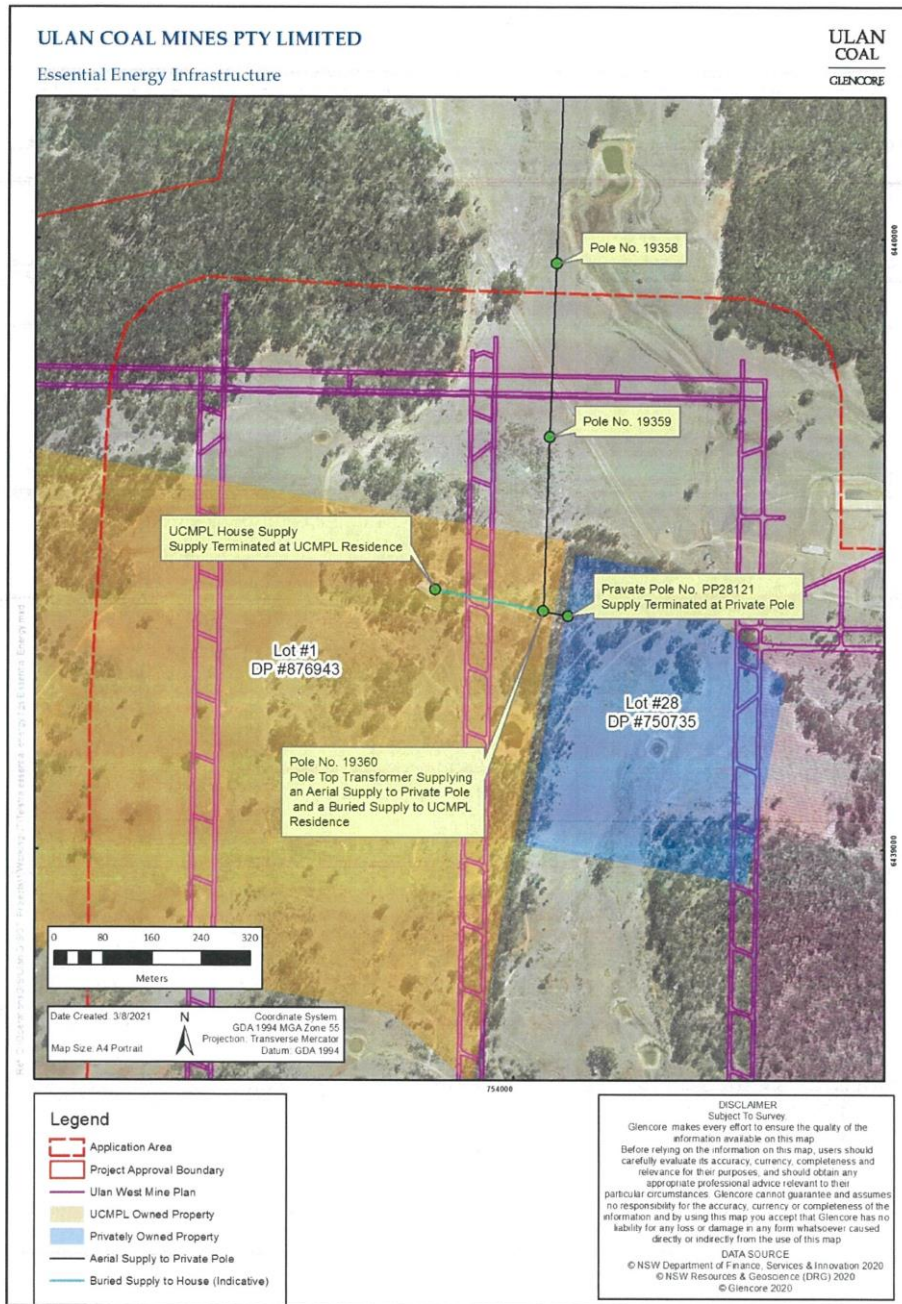 ULAN COAL MINES PTY LIMITED
Essential Energy Infrastructure
ULAN
COAL
GLENCORE
6440000
Pole No. 19358
Pole No. 19359
UCMPL House Supply
Supply Terminated at UCMPL Residence
Pravate Pole No. PP28121
Supply Terminated at Private Pole
Lot #1
DP #876943
Lot #28
DP #750735
Pole No. 19360
Pole Top Transformer Supplying
an Aerial Supply to Private Pole
and a Buried Supply to UCMPL
Residence
6439000
0 80 160 240 320
Meters
Date Created: 3/8/2021
Map Size: A4 Portrait
N
Coordinate System:
GDA 1994 MGA Zone 55
Projection: Transverse Mercator
Datum: GDA 1994
754000
Legend
Application Area
Project Approval Boundary
Ulan West Mine Plan
UCMPL Owned Property
Privately Owned Property
Aerial Supply to Private Pole
Buried Supply to House (Indicative)
DISCLAIMER
Subject To Survey.
Glencore makes every effort to ensure the quality of the
information available on this map
Before relying on the information on this map, users should
carefully evaluate its accuracy, currency, completeness and
relevance for their purposes, and should obtain any
appropriate professional advice relevant to their
particular circumstances. Glencore cannot guarantee and assumes
no responsibility for the accuracy, currency or completeness of the
information and by using this map you accept that Glencore has no
liability for any loss or damage in any form whatsoever caused
directly or indirectly from the use of this map
DATA SOURCE
© NSW Department of Finance, Services & Innovation 2020
© NSW Resources & Geoscience (DRG) 2020
© Glencore 2020